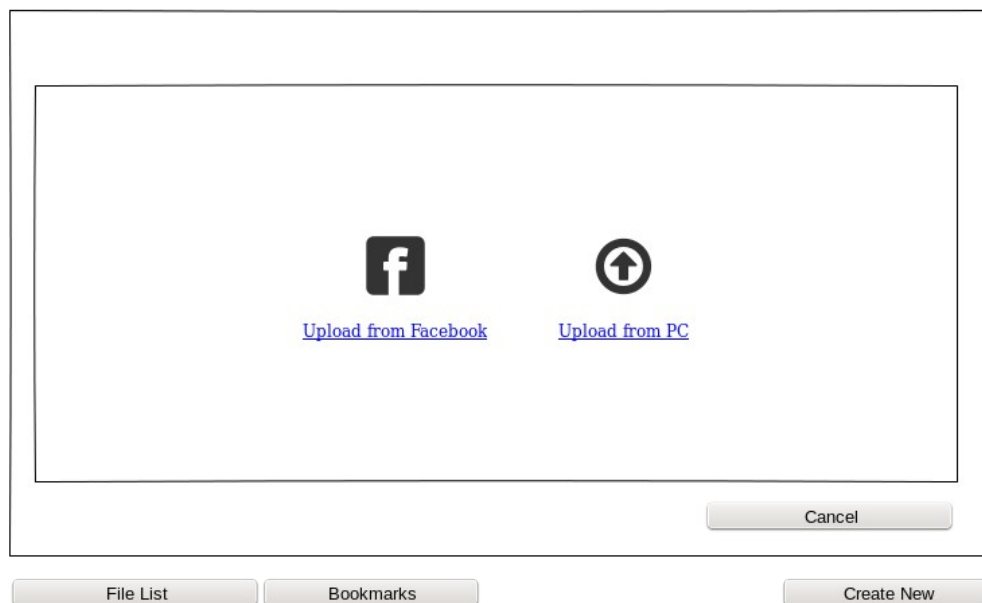 Upload from Facebook
Upload from PC
Cancel
File List
Bookmarks
Create New